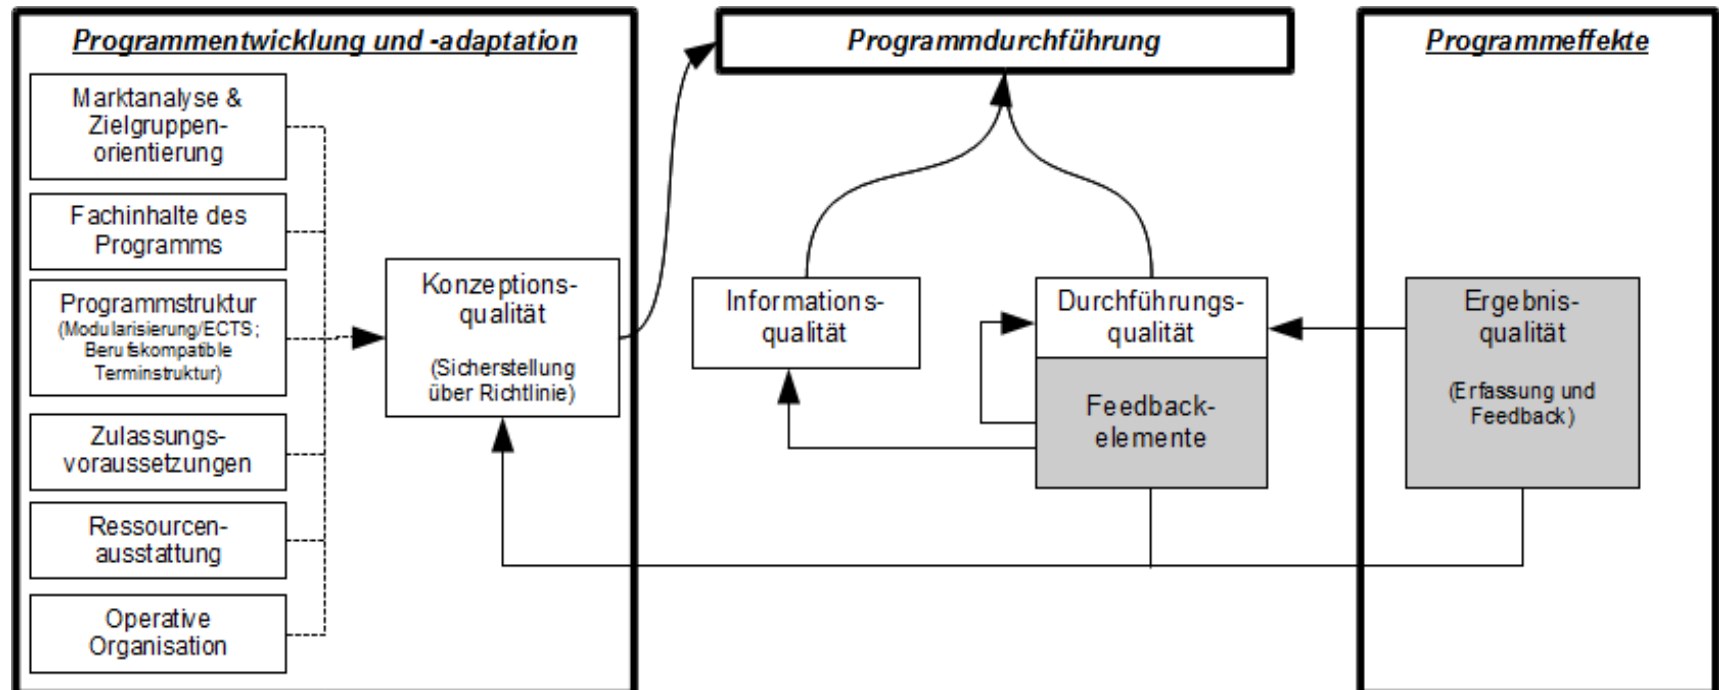 Programmentwicklung und -adaptation
Marktanalyse &
Zielgruppen-
orientierung
Fachinhalte des
Programms
Programmstruktur
(Modularisierung/ECTS;
Berufskompatible
Terminstruktur)
Zulassungs-
voraussetzungen
Ressourcen-
ausstattung
Operative
Organisation
Konzeptions-
qualität
(Sicherstellung
über Richtlinie)
Programmdurchführung
Informations-
qualität
Durchführungs-
qualität
Feedback-
elemente
Programmeffekte
Ergebnis-
qualität
(Erfassung und
Feedback)